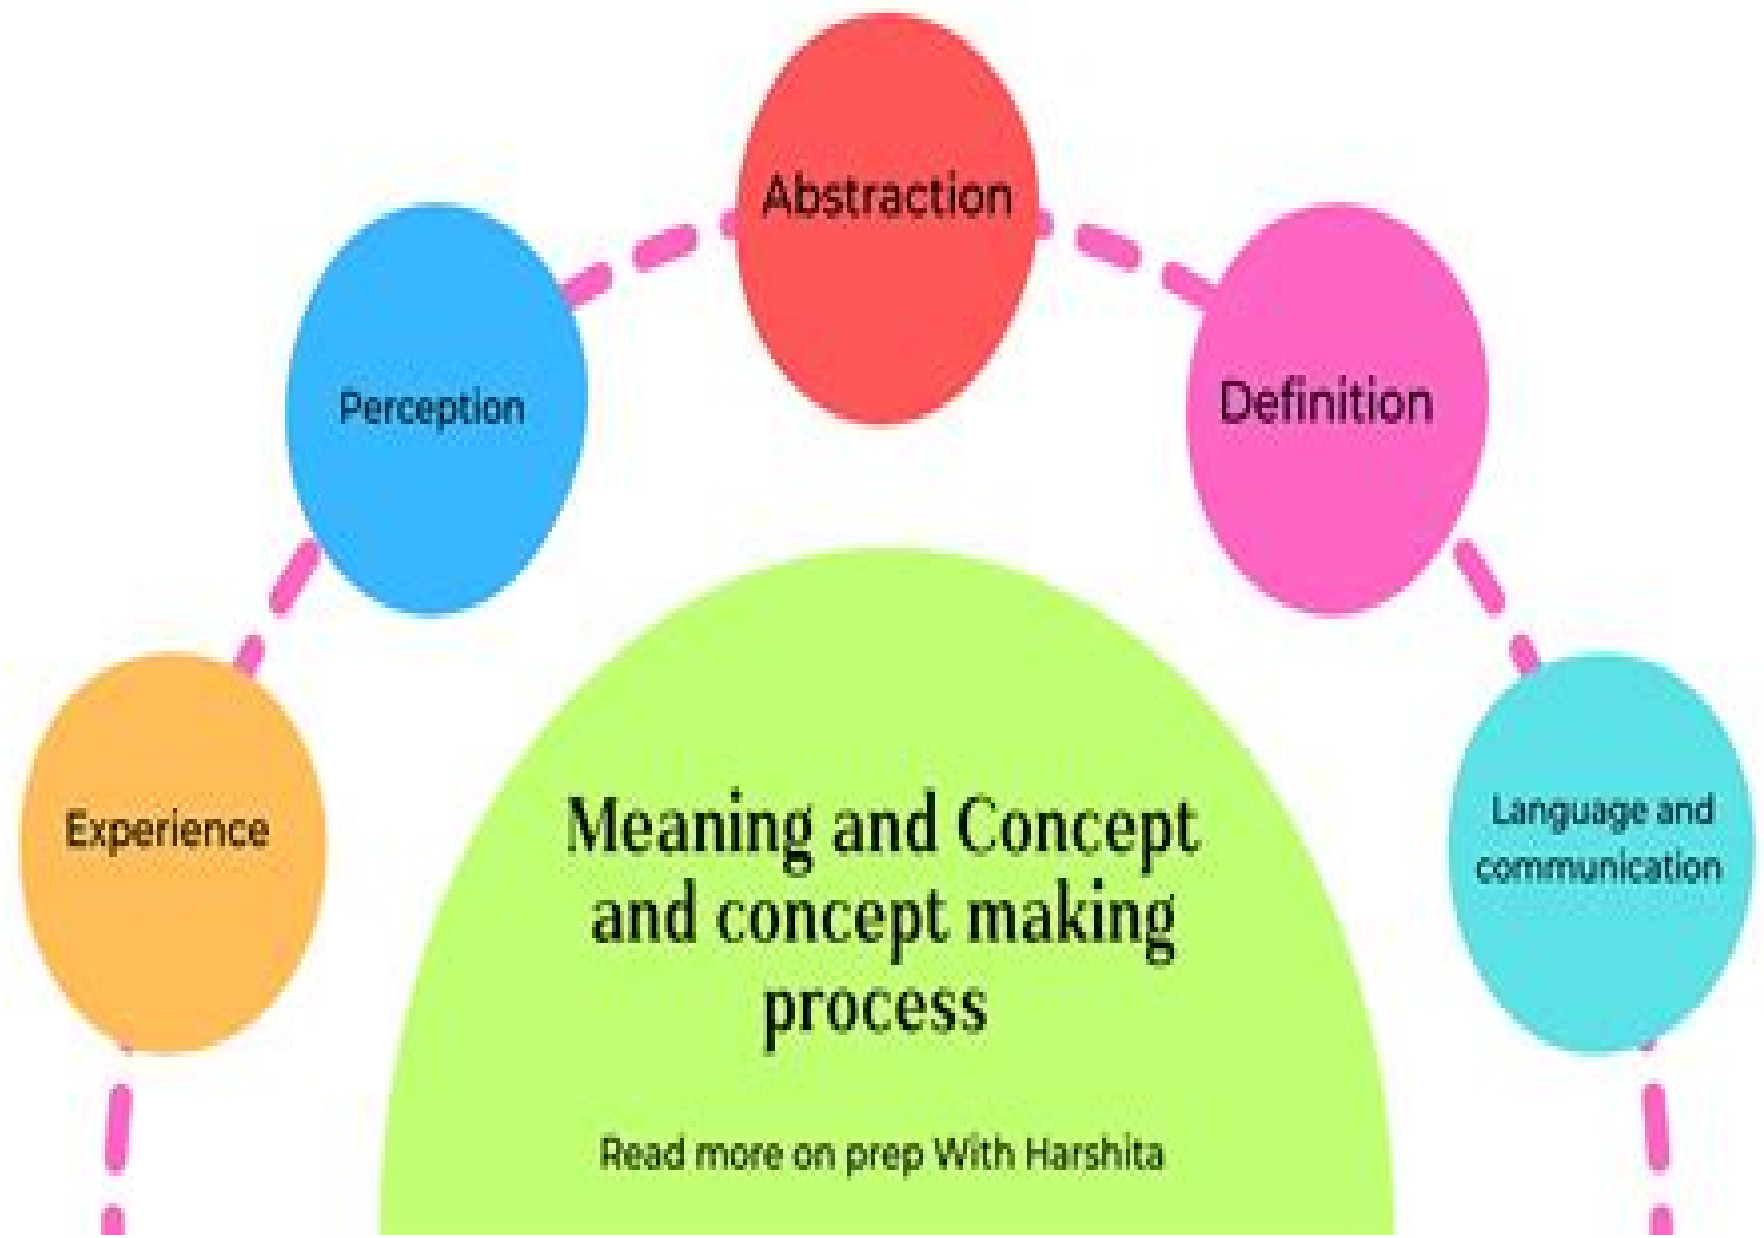 Abstraction
Perception
Definition
Experience
Language and
communication
Meaning and Concept
and concept making
process
Read more on prep With Harshita